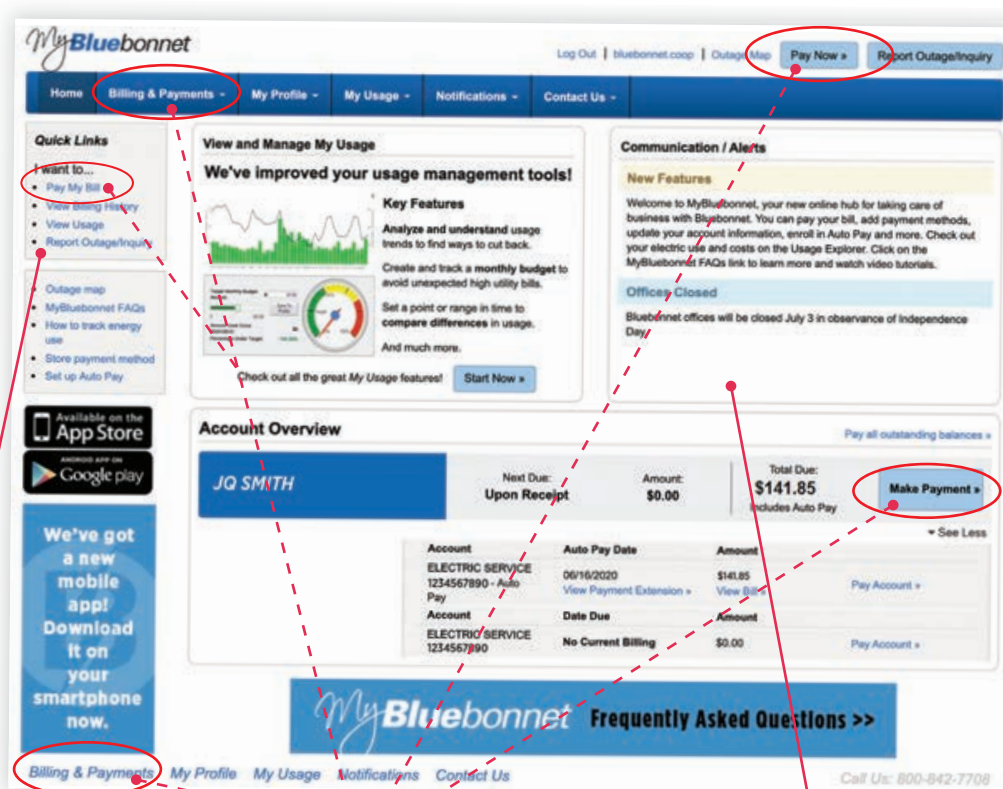 MyBluebonnet
Log Out | bluebonnet.coop | Outage Map
Pay Now »
Report Outage/Inquiry
Home
Billing & Payments
My Profile
My Usage
Notifications
Contact Us
Quick Links
I want to...
• Pay My Bill
• View Billing History
• View Usage
• Report Outage/Inquiry
• Outage map
• MyBluebonnet FAQs
• How to track energy
use
• Store payment method
• Set up Auto Pay
Available on the
App Store
ANDROID APP ON
Google play
We've got
a new
mobile
app!
Download
it on
your
smartphone
now.
View and Manage My Usage
We've improved your usage management tools!
Key Features
Analyze and understand usage
trends to find ways to cut back.
Create and track a monthly budget to
avoid unexpected high utility bills.
Set a point or range in time to
compare differences in usage.
And much more.
Check out all the great My Usage features!
Start Now »
Communication / Alerts
New Features
Welcome to MyBluebonnet, your new online hub for taking care of
business with Bluebonnet. You can pay your bill, add payment methods,
update your account information, enroll in Auto Pay and more. Check out
your electric use and costs on the Usage Explorer. Click on the
MyBluebonnet FAQs link to learn more and watch video tutorials.
Offices Closed
Bluebonnet offices will be closed July 3 in observance of Independence
Day.
Account Overview
Pay all outstanding balances »
JQ SMITH
Next Due:
Upon Receipt
Amount:
$0.00
Total Due:
$141.85
Includes Auto Pay
Make Payment »
See Less
Account
Auto Pay Date
Amount
ELECTRIC SERVICE
1234567890 - Auto
Pay
06/16/2020
View Payment Extension »
$141.85
View Bill »
Pay Account »
Account
Date Due
Amount
ELECTRIC SERVICE
1234567890
No Current Billing
$0.00
Pay Account »
MyBluebonnet Frequently Asked Questions >>
Billing & Payments
My Profile
My Usage
Notifications
Contact Us
Call Us: 800-842-7708